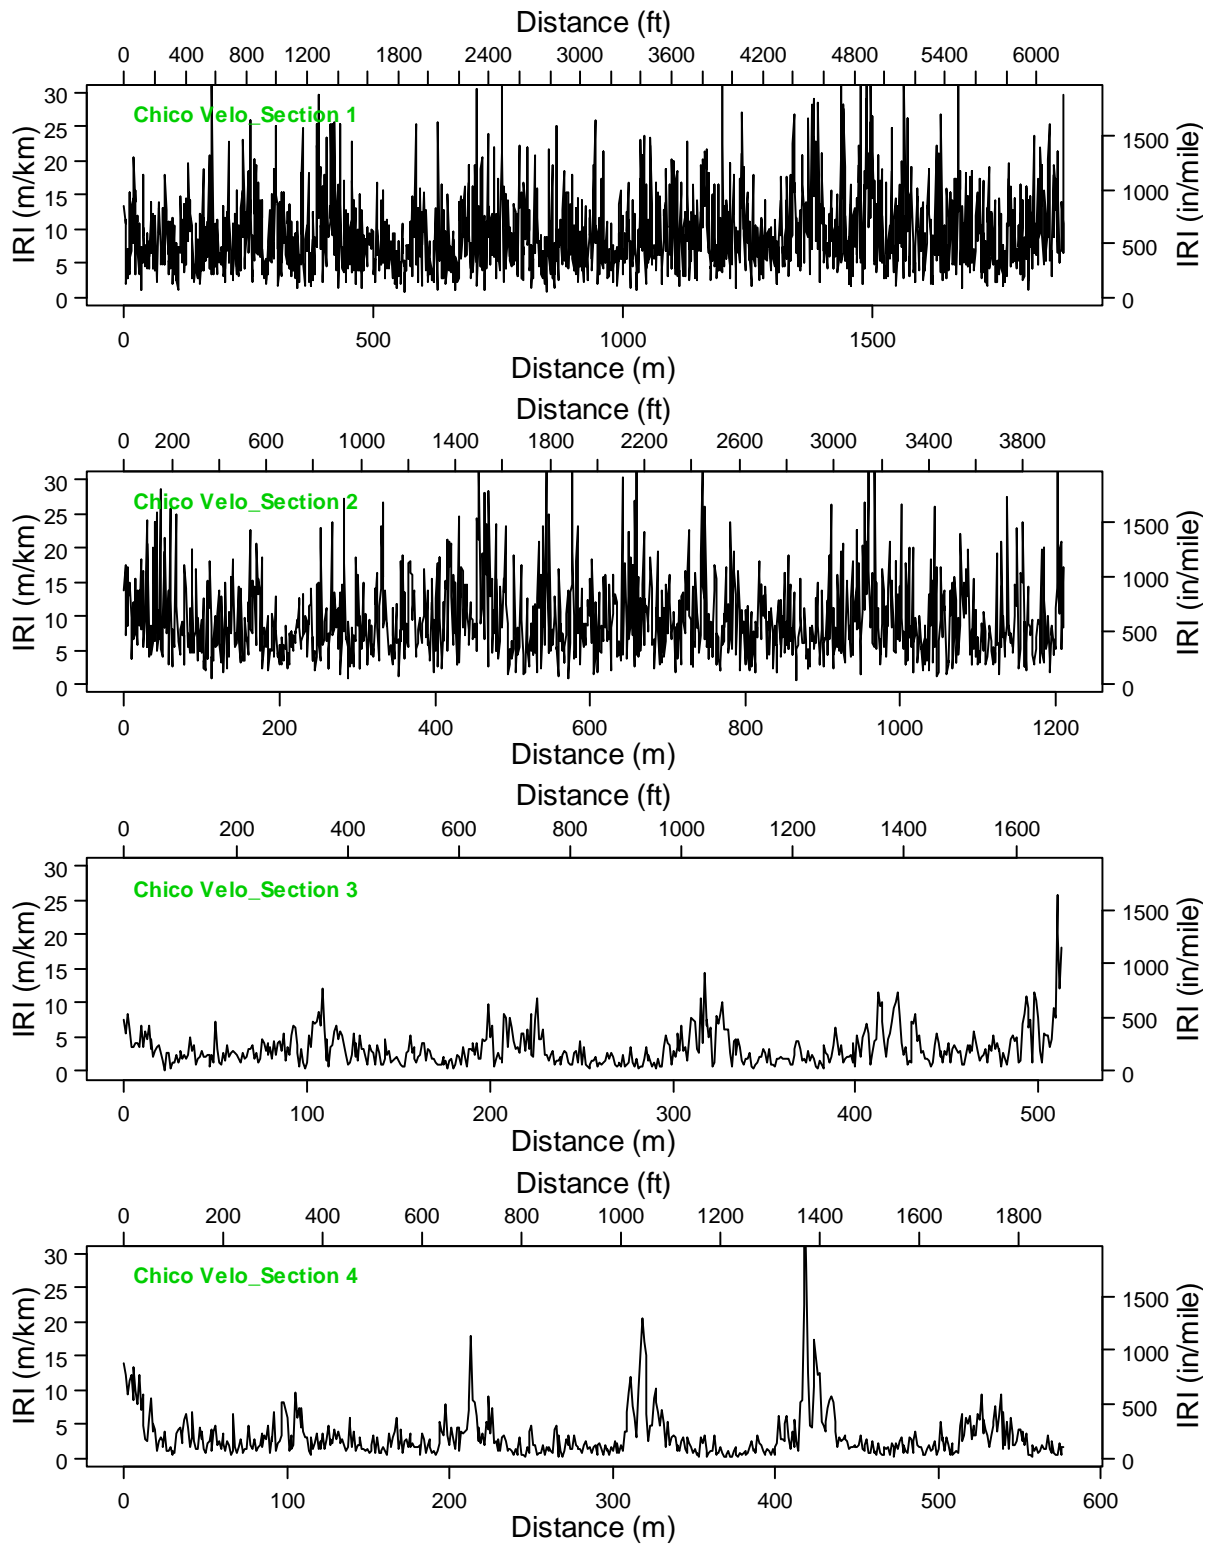 Distance (ft)
0 400 800 1200 1800 2400 3000 3600 4200 4800 5400 6000
30
25
20
15
10
5
0
IRI (m/km)
Chico Velo_Section 1
1500
1000
500
0
IRI (in/mile)
0 500 1000 1500
Distance (m)
Distance (ft)
0 200 600 1000 1400 1800 2200 2600 3000 3400 3800
30
25
20
15
10
5
0
IRI (m/km)
Chico Velo_Section 2
1500
1000
500
0
IRI (in/mile)
0 200 400 600 800 1000 1200
Distance (m)
Distance (ft)
0 200 400 600 800 1000 1200 1400 1600
30
25
20
15
10
5
0
IRI (m/km)
Chico Velo_Section 3
1500
1000
500
0
IRI (in/mile)
0 100 200 300 400 500
Distance (m)
Distance (ft)
0 200 400 600 800 1000 1200 1400 1600 1800
30
25
20
15
10
5
0
IRI (m/km)
Chico Velo_Section 4
1500
1000
500
0
IRI (in/mile)
0 100 200 300 400 500 600
Distance (m)